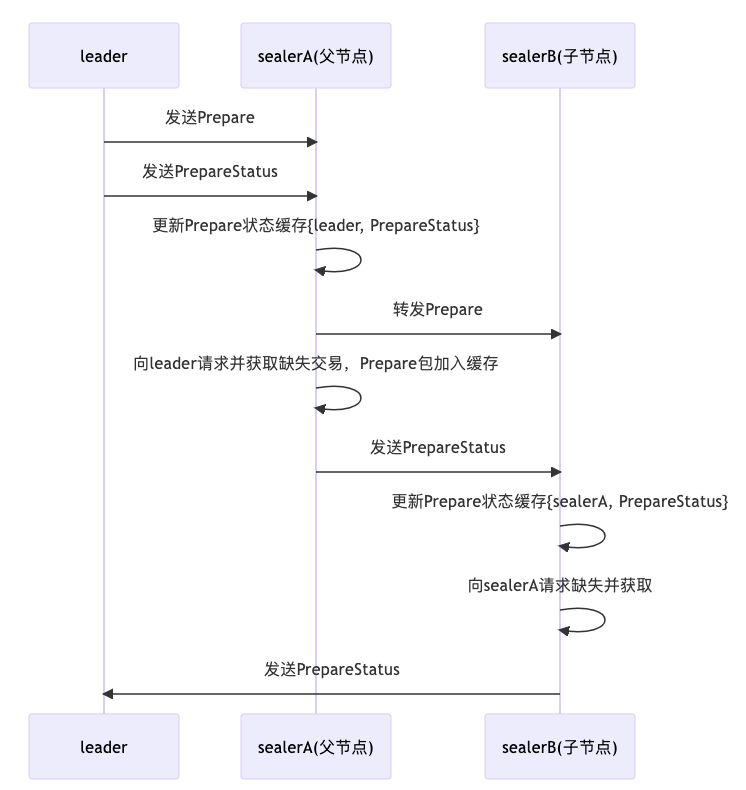 leader
sealerA(父节点)
sealerB(子节点)
发送Prepare
发送PrepareStatus
更新Prepare状态缓存{leader, PrepareStatus}
转发Prepare
向leader请求并获取缺失交易，Prepare包加入缓存
发送PrepareStatus
更新Prepare状态缓存{sealerA, PrepareStatus}
向sealerA请求缺失并获取
发送PrepareStatus
leader
sealerA(父节点)
sealerB(子节点)